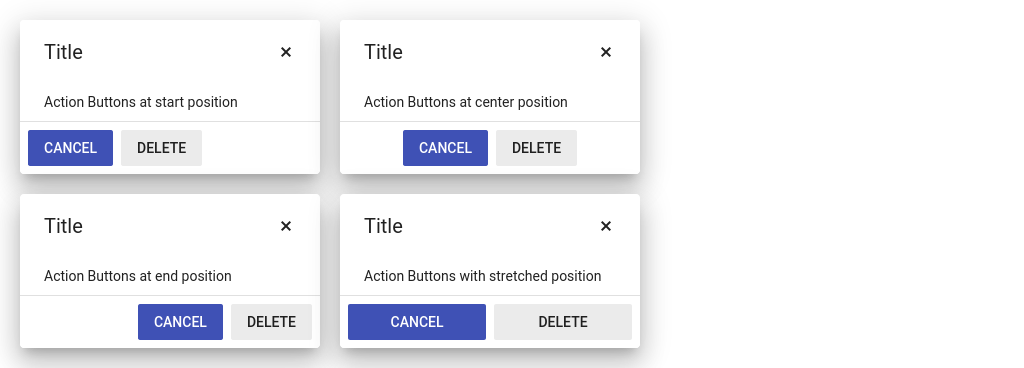 Title ×
Action Buttons at start position
CANCEL DELETE
Title ×
Action Buttons at center position
CANCEL DELETE
Title ×
Action Buttons at end position
CANCEL DELETE
Title ×
Action Buttons with stretched position
CANCEL DELETE